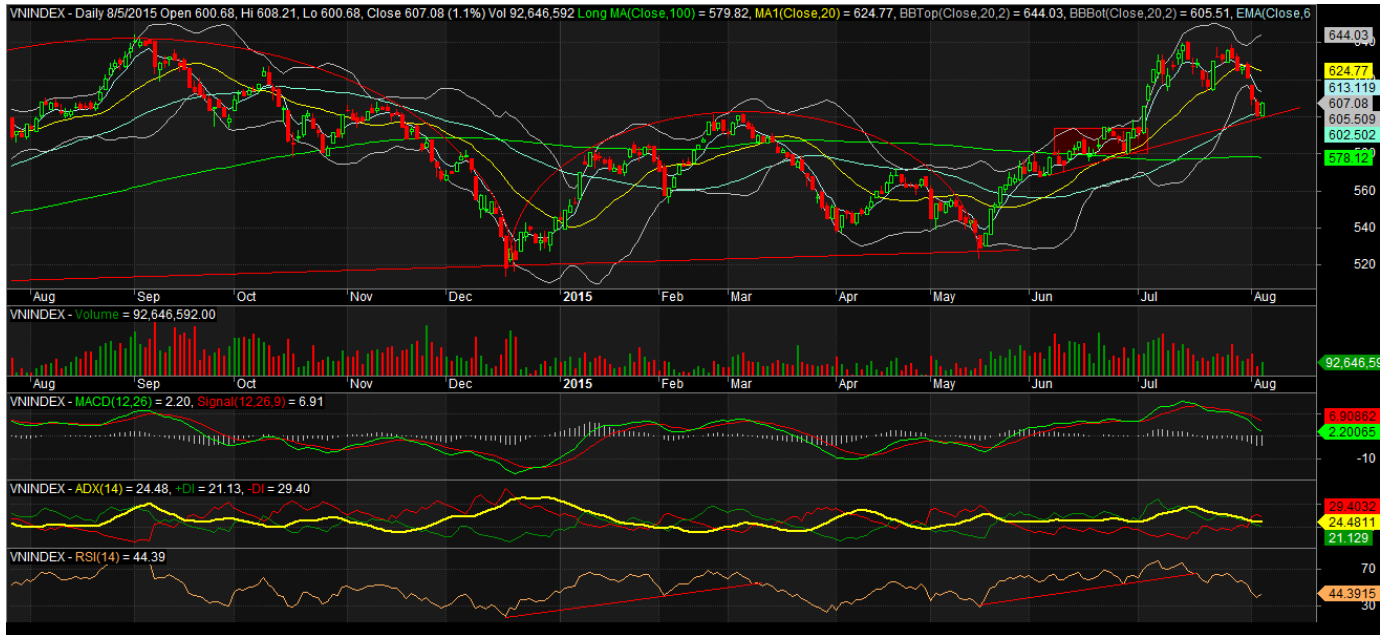 VNINDEX - Daily 8/5/2015 Open 600.68, Hi 608.21, Lo 600.68, Close 607.08 (1.1%) Vol 92,646,592 Long MA(Close,100) = 579.82, MA1(Close,20) = 624.77, BBTop(Close,20,2) = 644.03, BBBot(Close,20,2) = 605.51, EMA(Close,6
644.03
624.77
613.119
607.08
605.509
602.502
578.12
560
540
520
Aug Sep Oct Nov Dec 2015 Feb Mar Apr May Jun Jul Aug
VNINDEX - Volume = 92,646,592.00
92,646,59
Aug Sep Oct Nov Dec 2015 Feb Mar Apr May Jun Jul Aug
VNINDEX - MACD(12,26) = 2.20, Signal(12,26,9) = 6.91
6.90862
2.20065
-10
VNINDEX - ADX(14) = 24.48, +DI = 21.13, -DI = 29.40
29.4032
24.4811
21.129
VNINDEX - RSI(14) = 44.39
70
44.3915
30